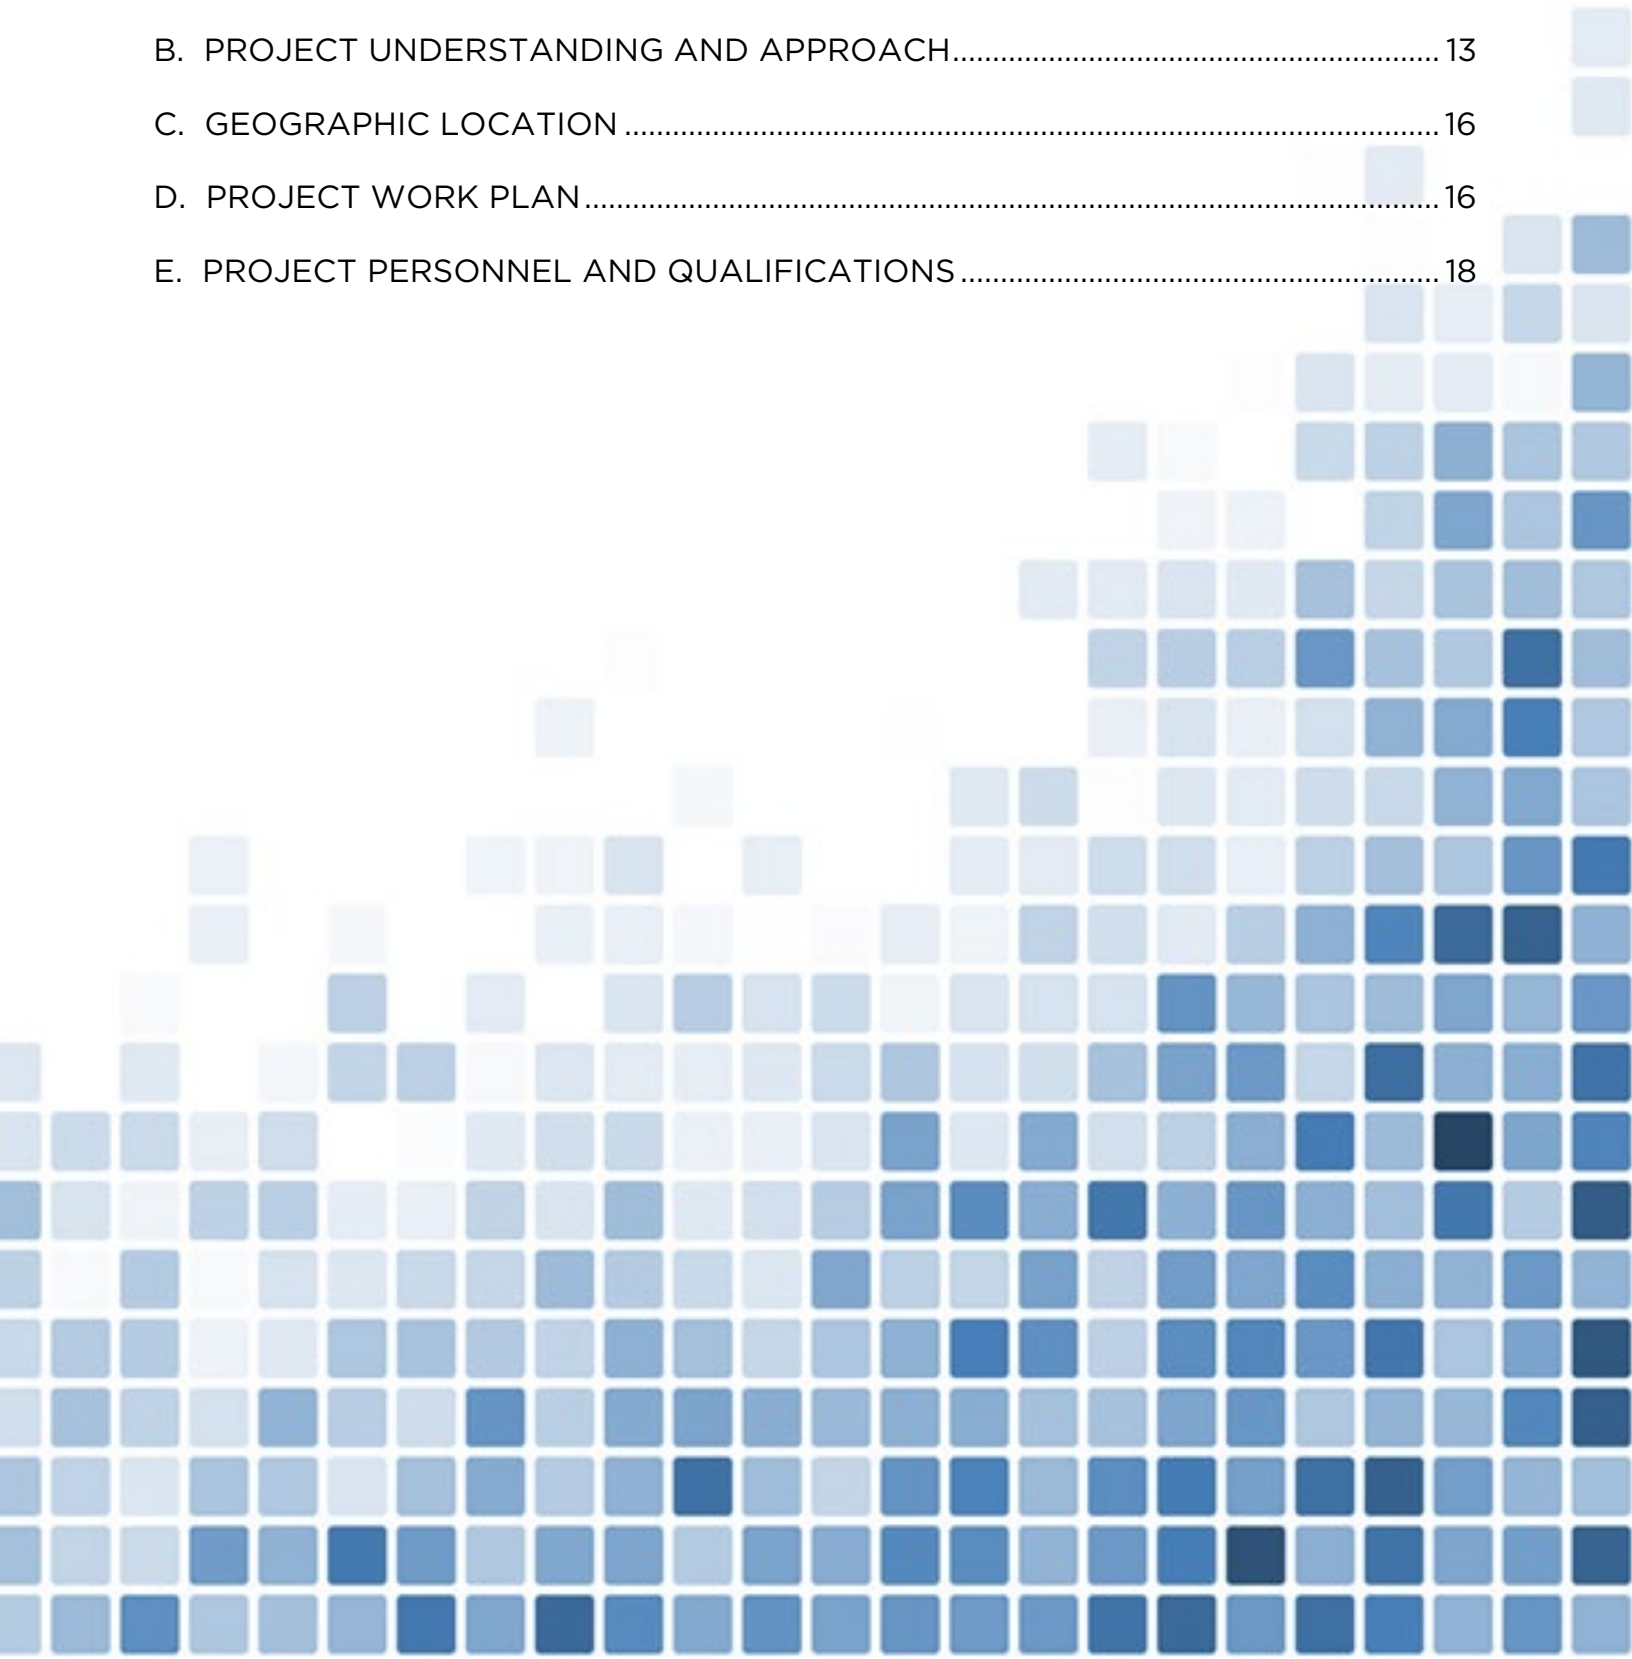 B. PROJECT UNDERSTANDING AND APPROACH............................................................ 13
C. GEOGRAPHIC LOCATION .................................................................................................... 16
D. PROJECT WORK PLAN......................................................................................................... 16
E. PROJECT PERSONNEL AND QUALIFICATIONS........................................................... 18